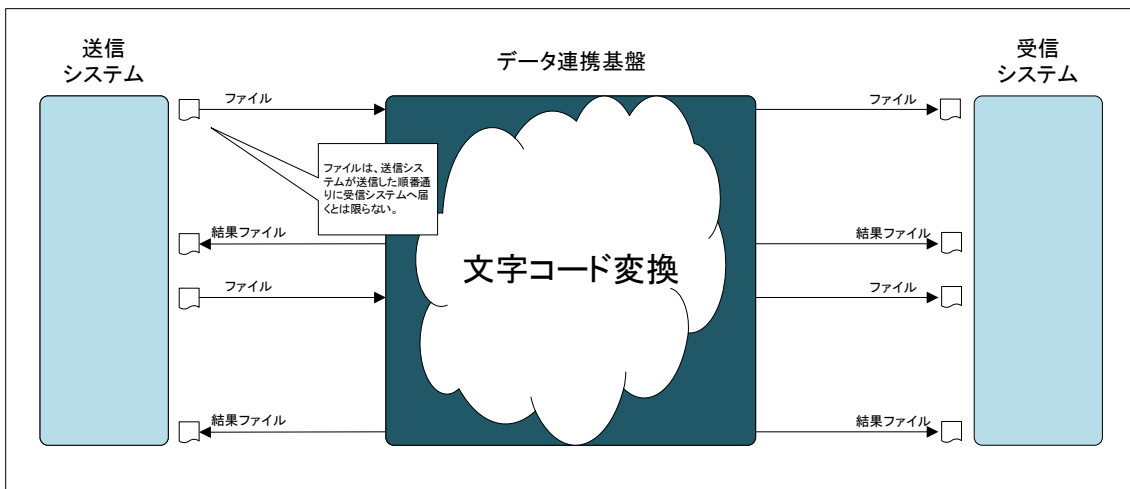 送信
システム
データ連携基盤
受信
システム
ファイル
ファイル
ファイルは、送信シス
テムが送信した順番通
りに受信システムへ届
くとは限らない。
結果ファイル
結果ファイル
文字コード変換
ファイル
ファイル
結果ファイル
結果ファイル